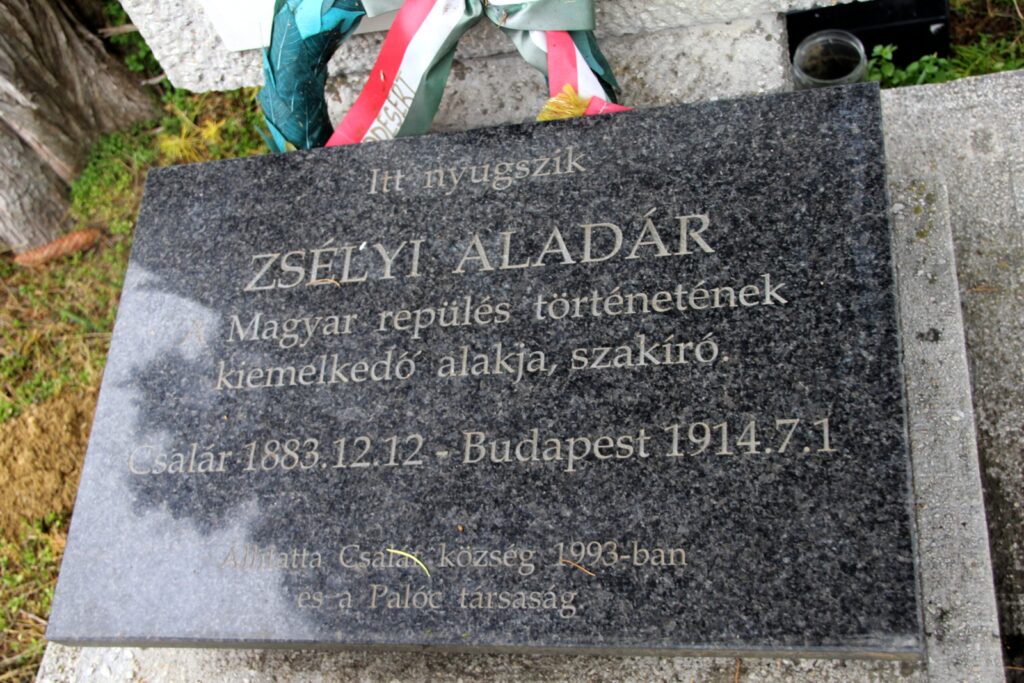 Itt nyugszik
ZSÉLYI ALADÁR
A Magyar repülés történetének
kiemelkedő alakja, szakíró.
Csalár 1883.12.12 - Budapest 1914.7.1
Állíttatta Csalár község 1993-ban
és a Palóc társaság.